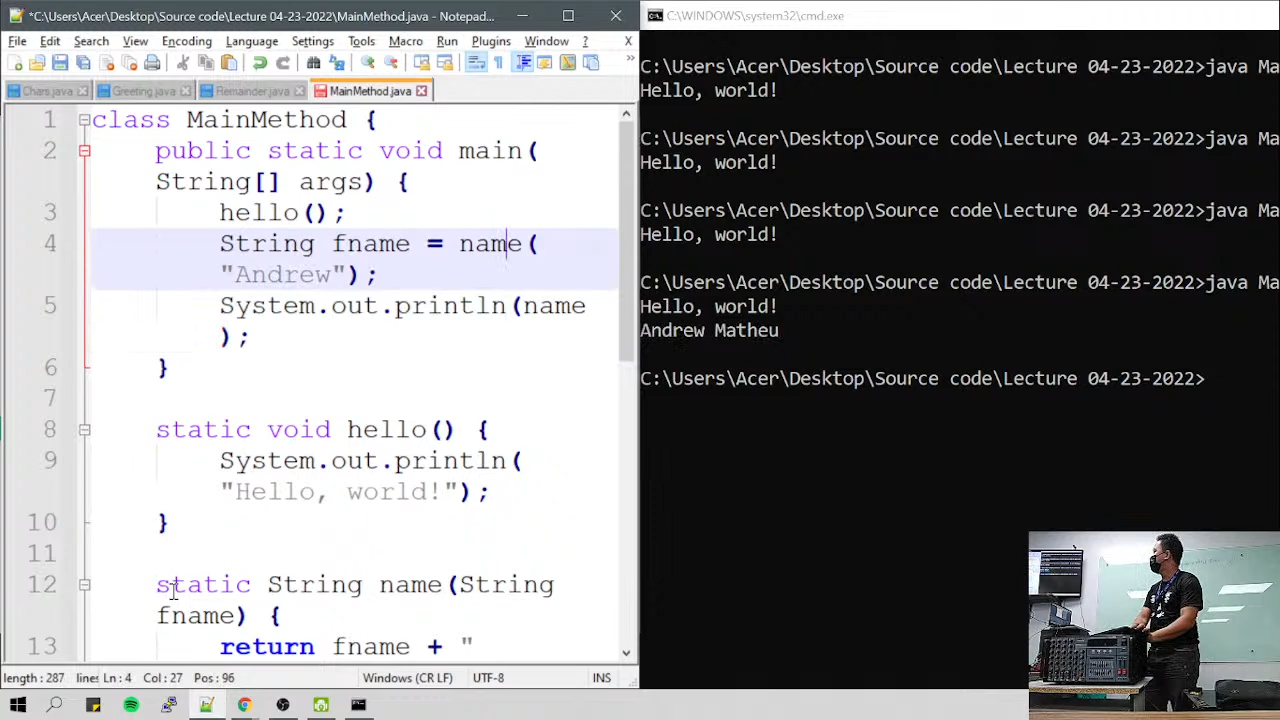 *C:\Users\Acer\Desktop\Source code\Lecture 04-23-2022\MainMethod.java - Notepad...
File Edit Search View Encoding Language Settings Tools Macro Run Plugins Window ? X
Chars.java Greeting.java Remainder.java MainMethod.java
1 class MainMethod {
2 public static void main(
String[] args) {
3 hello();
4 String fname = name(
"Andrew");
5 System.out.println(name
);
6 }
7
8 static void hello() {
9 System.out.println(
"Hello, world!");
10 }
11
12 static String name(String
fname) {
13 return fname + "
length: 287 lines Ln: 4 Col: 27 Pos: 96 Windows (CR LF) UTF-8 INS
C:\WINDOWS\system32\cmd.exe
C:\Users\Acer\Desktop\Source code\Lecture 04-23-2022>java Ma
Hello, world!
C:\Users\Acer\Desktop\Source code\Lecture 04-23-2022>java Ma
Hello, world!
C:\Users\Acer\Desktop\Source code\Lecture 04-23-2022>java Ma
Hello, world!
C:\Users\Acer\Desktop\Source code\Lecture 04-23-2022>java Ma
Hello, world!
Andrew Matheu
C:\Users\Acer\Desktop\Source code\Lecture 04-23-2022>